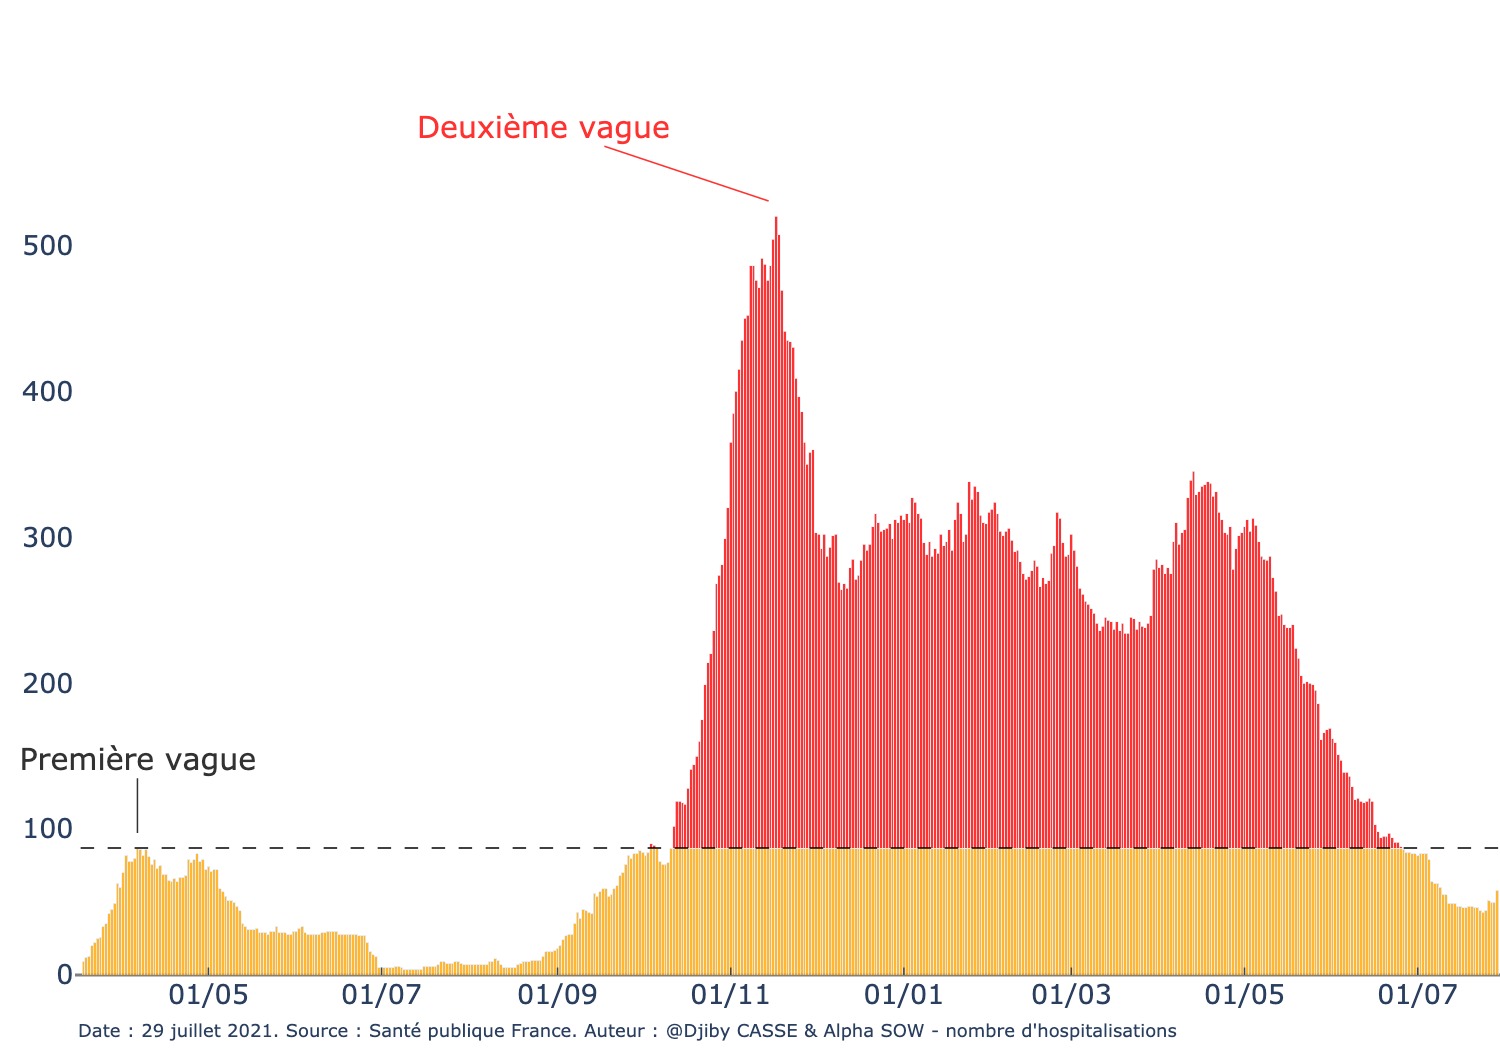 Deuxième vague
500
400
300
200
Première vague
100
0
01/05 01/07 01/09 01/11 01/01 01/03 01/05 01/07
Date : 29 juillet 2021. Source : Santé publique France. Auteur : @Djiby CASSE & Alpha SOW - nombre d'hospitalisations